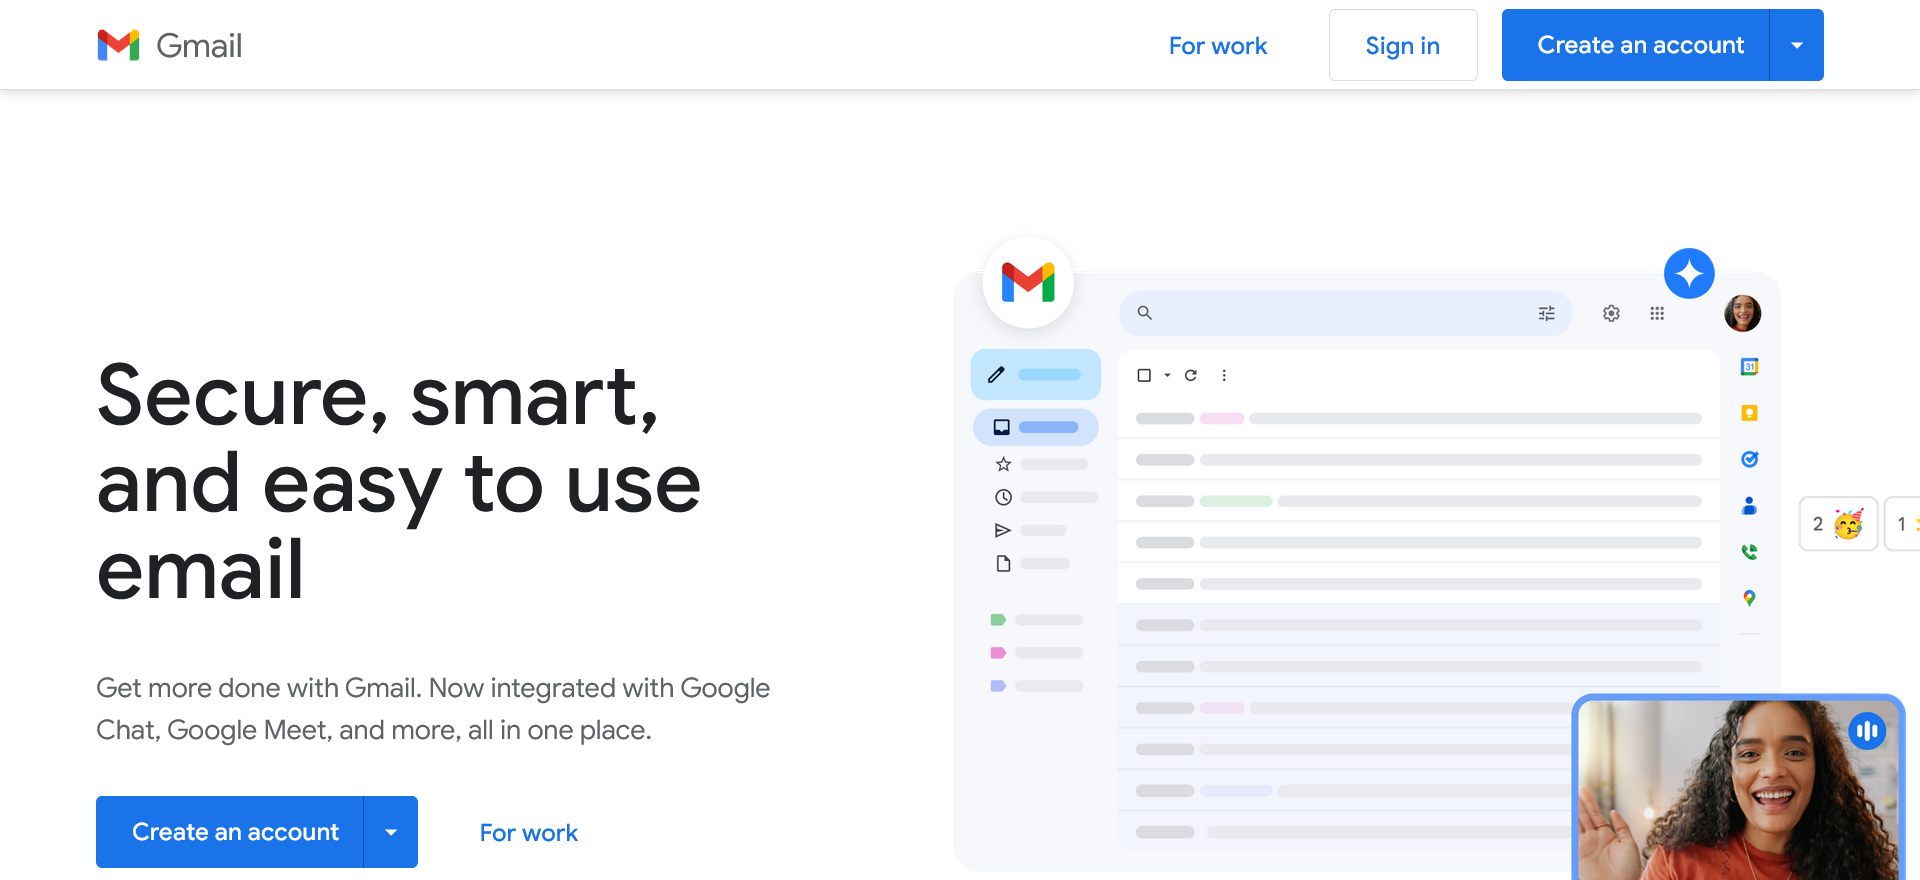 Gmail
For work
Sign in
Create an account
Secure, smart,
and easy to use
email
Get more done with Gmail. Now integrated with Google
Chat, Google Meet, and more, all in one place.
Create an account
For work
31
2
1